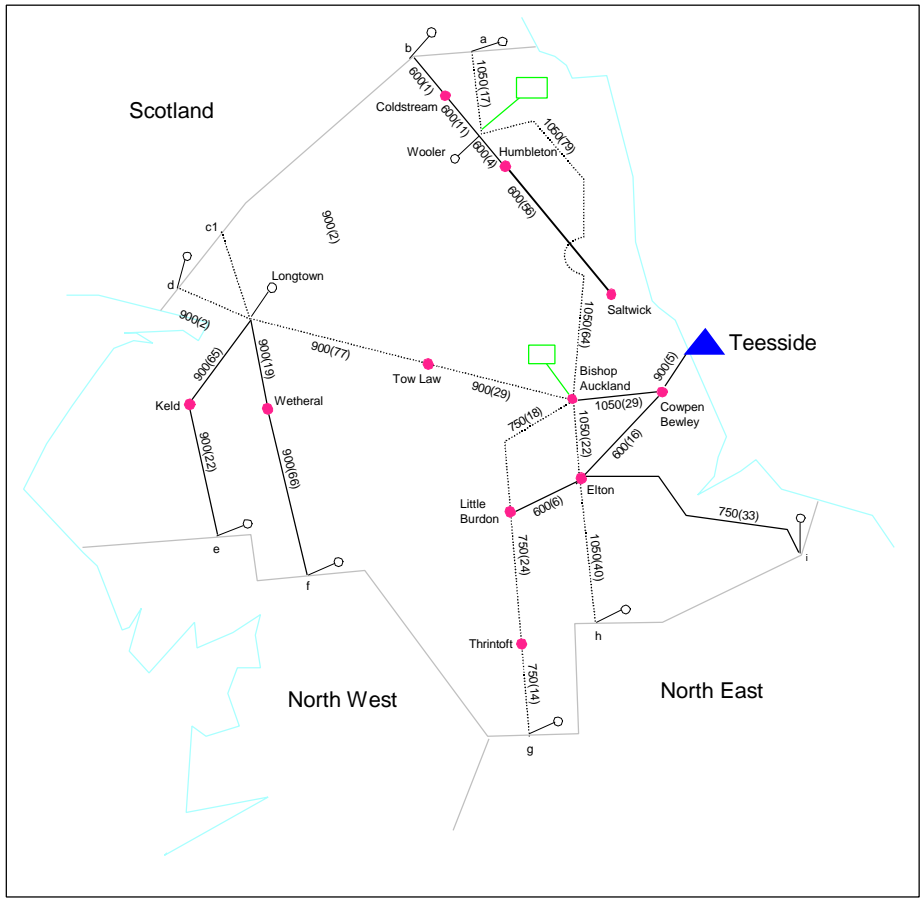 b
a
600(1)
1050(17)
Scotland
Coldstream
600(11)
1050(79)
Wooler
600(4)
Humbleton
600(56)
c1
900(2)
Longtown
d
900(2)
Saltwick
1050(64)
Teesside
900(65)
900(19)
900(77)
Tow Law
900(29)
Bishop
Auckland
900(5)
Keld
Wetheral
750(18)
1050(29)
Cowpen
Bewley
1050(22)
600(16)
900(22)
900(66)
Elton
Little
Burdon
600(6)
750(33)
e
f
750(24)
1050(40)
i
h
Thrintoft
750(14)
North West
North East
g